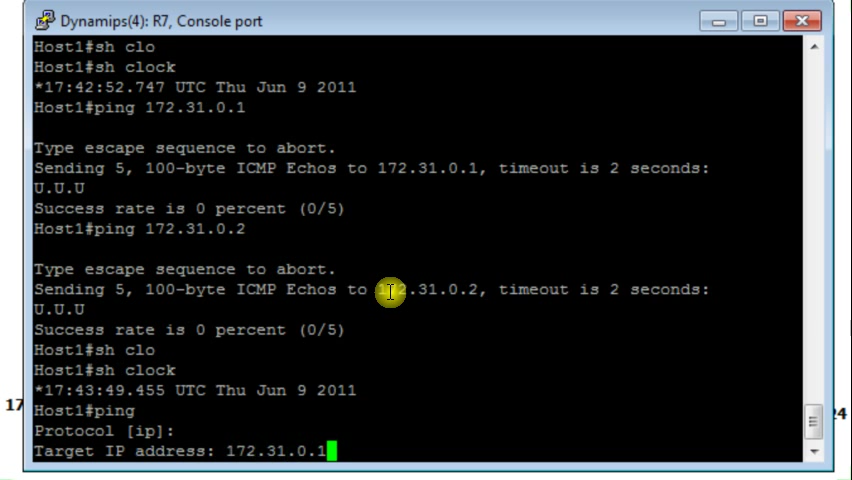 Dynamips(4): R7, Console port
Host1#sh clo
Host1#sh clock
*17:42:52.747 UTC Thu Jun 9 2011
Host1#ping 172.31.0.1
Type escape sequence to abort.
Sending 5, 100-byte ICMP Echos to 172.31.0.1, timeout is 2 seconds:
U.U.U
Success rate is 0 percent (0/5)
Host1#ping 172.31.0.2
Type escape sequence to abort.
Sending 5, 100-byte ICMP Echos to 172.31.0.2, timeout is 2 seconds:
U.U.U
Success rate is 0 percent (0/5)
Host1#sh clo
Host1#sh clock
*17:43:49.455 UTC Thu Jun 9 2011
17
Host1#ping
24
Protocol [ip]:
Target IP address: 172.31.0.1